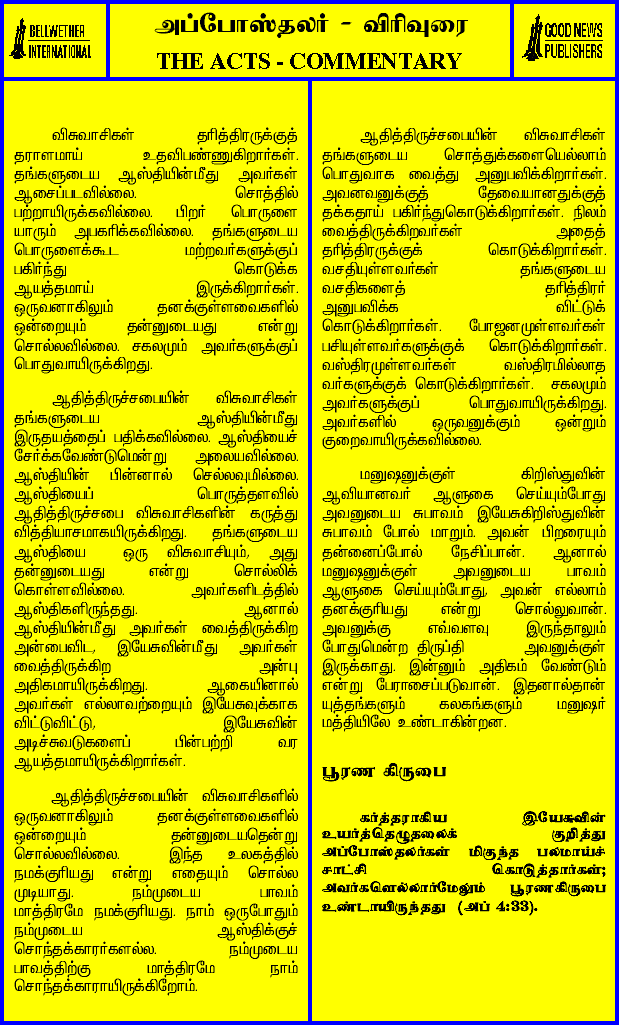 BELLWETHER
INTERNATIONAL
அப்போஸ்தலர் - விரிவுரை
THE ACTS - COMMENTARY
GOOD NEWS
PUBLISHERS
விசுவாசிகள் தரித்திரருக்குத்
தராளமாய் உதவிபண்ணுகிறார்கள்.
தங்களுடைய ஆஸ்தியின்மீது அவர்கள்
ஆசைப்படவில்லை. சொத்தில்
பற்றாயிருக்கவில்லை. பிறர் பொருளை
யாரும் அபகரிக்கவில்லை. தங்களுடைய
பொருளைக்கூட மற்றவர்களுக்குப்
பகிர்ந்து கொடுக்க
ஆயத்தமாய் இருக்கிறார்கள்.
ஒருவனாகிலும் தனக்குள்ளவைகளில்
ஒன்றையும் தன்னுடையது என்று
சொல்லவில்லை. சகலமும் அவர்களுக்குப்
பொதுவாயிருக்கிறது.
ஆதித்திருச்சபையின் விசுவாசிகள்
தங்களுடைய ஆஸ்தியின்மீது
இருதயத்தைப் பதிக்கவில்லை. ஆஸ்தியைச்
சேர்க்கவேண்டுமென்று அலையவில்லை.
ஆஸ்தியின் பின்னால் செல்லவுமில்லை.
ஆஸ்தியைப் பொருத்தளவில்
ஆதித்திருச்சபை விசுவாசிகளின் கருத்து
வித்தியாசமாகயிருக்கிறது. தங்களுடைய
ஆஸ்தியை ஒரு விசுவாசியும், அது
தன்னுடையது என்று சொல்லிக்
கொள்ளவில்லை. அவர்களிடத்தில்
ஆஸ்திகளிருந்தது. ஆனால்
ஆஸ்தியின்மீது அவர்கள் வைத்திருக்கிற
அன்பைவிட, இயேசுவின்மீது அவர்கள்
வைத்திருக்கிற அன்பு
அதிகமாயிருக்கிறது. ஆகையினால்
அவர்கள் எல்லாவற்றையும் இயேசுவுக்காக
விட்டுவிட்டு, இயேசுவின்
அடிச்சுவடுகளைப் பின்பற்றி வர
ஆயத்தமாயிருக்கிறார்கள்.
ஆதித்திருச்சபையின் விசுவாசிகளில்
ஒருவனாகிலும் தனக்குள்ளவைகளில்
ஒன்றையும் தன்னுடையதென்று
சொல்லவில்லை. இந்த உலகத்தில்
நமக்குரியது என்று எதையும் சொல்ல
முடியாது. நம்முடைய பாவம்
மாத்திரமே நமக்குரியது. நாம் ஒருபோதும்
நம்முடைய ஆஸ்திக்குச்
சொந்தக்காரர்களல்ல. நம்முடைய
பாவத்திற்கு மாத்திரமே நாம்
சொந்தக்காராயிருக்கிறோம்.
ஆதித்திருச்சபையின் விசுவாசிகள்
தங்களுடைய சொத்துக்களையெல்லாம்
பொதுவாக வைத்து அனுபவிக்கிறார்கள்.
அவனவனுக்குத் தேவையானதுக்குத்
தக்கதாய் பகிர்ந்துகொடுக்கிறார்கள். நிலம்
வைத்திருக்கிறவர்கள் அதைத்
தரித்திரருக்குக் கொடுக்கிறார்கள்.
வசதியுள்ளவர்கள் தங்களுடைய
வசதிகளைத் தரித்திரர்
அனுபவிக்க விட்டுக்
கொடுக்கிறார்கள். போஜனமுள்ளவர்கள்
பசியுள்ளவர்களுக்குக் கொடுக்கிறார்கள்.
வஸ்திரமுள்ளவர்கள் வஸ்திரமில்லாத
வர்களுக்குக் கொடுக்கிறார்கள். சகலமும்
அவர்களுக்குப் பொதுவாயிருக்கிறது.
அவர்களில் ஒருவனுக்கும் ஒன்றும்
குறைவாயிருக்கவில்லை.
மனுஷனுக்குள் கிறிஸ்துவின்
ஆவியானவர் ஆளுகை செய்யும்போது
அவனுடைய சுபாவம் இயேசுகிறிஸ்துவின்
சுபாவம் போல் மாறும். அவன் பிறரையும்
தன்னைப்போல் நேசிப்பான். ஆனால்
மனுஷனுக்குள் அவனுடைய பாவம்
ஆளுகை செய்யும்போது, அவன் எல்லாம்
தனக்குரியது என்று சொல்லுவான்.
அவனுக்கு எவ்வளவு இருந்தாலும்
போதுமென்ற திருப்தி அவனுக்குள்
இருக்காது. இன்னும் அதிகம் வேண்டும்
என்று பேராசைப்படுவான். இதனால்தான்
யுத்தங்களும் கலகங்களும் மனுஷர்
மத்தியிலே உண்டாகின்றன.
பூரண கிருபை
கர்த்தராகிய இயேசுவின்
உயர்த்தெழுதலைக் குறித்து
அப்போஸ்தலர்கள் மிகுந்த பலமாய்ச்
சாட்சி கொடுத்தார்கள்;
அவர்களெல்லார்மேலும் பூரணகிருபை
உண்டாயிருந்தது (அப் 4:33).